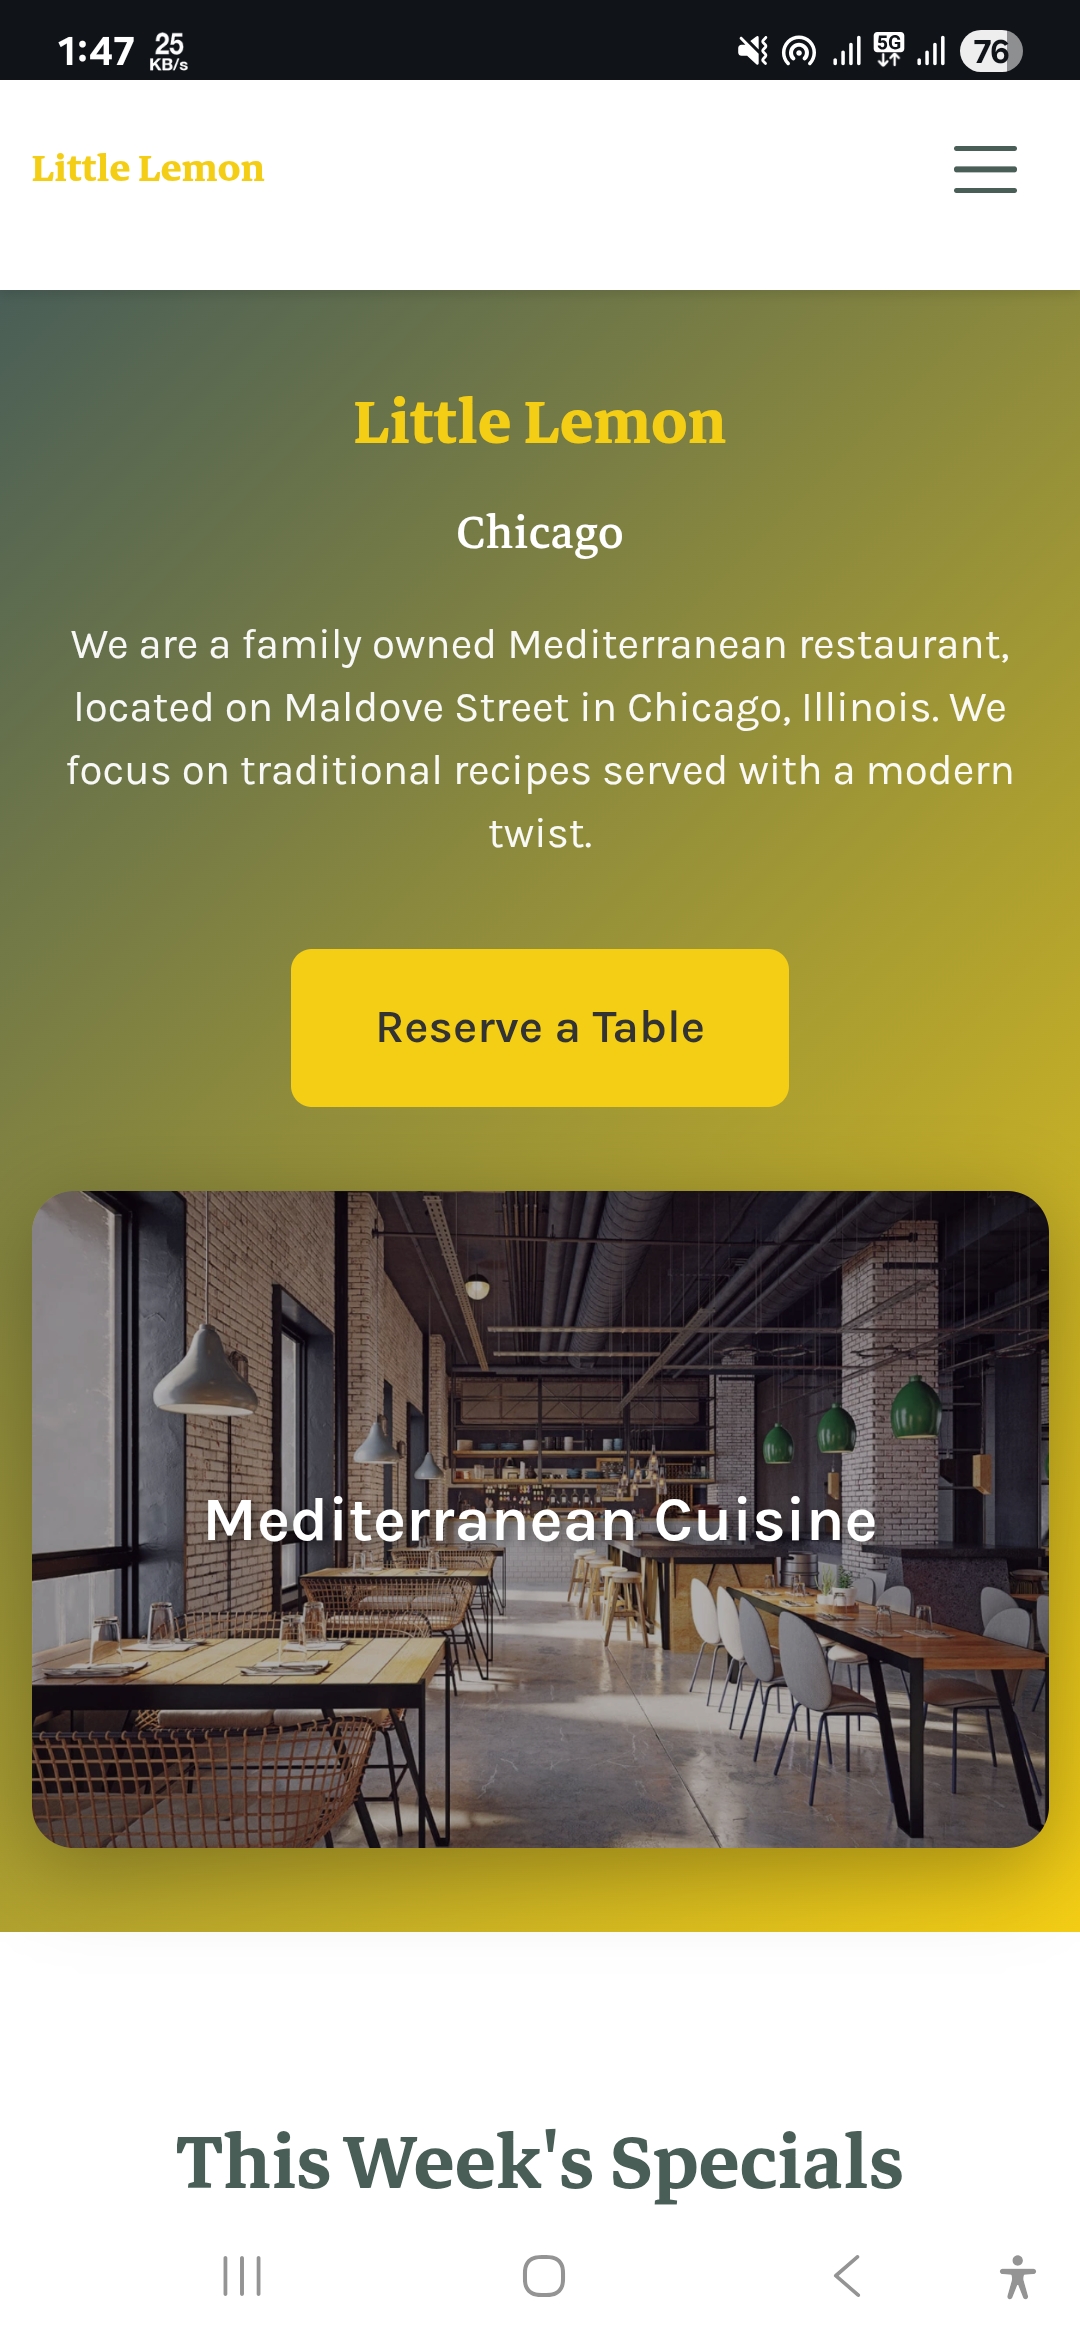 1:47 25 KB/s 5G 76
Little Lemon
Little Lemon
Chicago
We are a family owned Mediterranean restaurant,
located on Maldove Street in Chicago, Illinois. We
focus on traditional recipes served with a modern
twist.
Reserve a Table
Mediterranean Cuisine
This Week's Specials